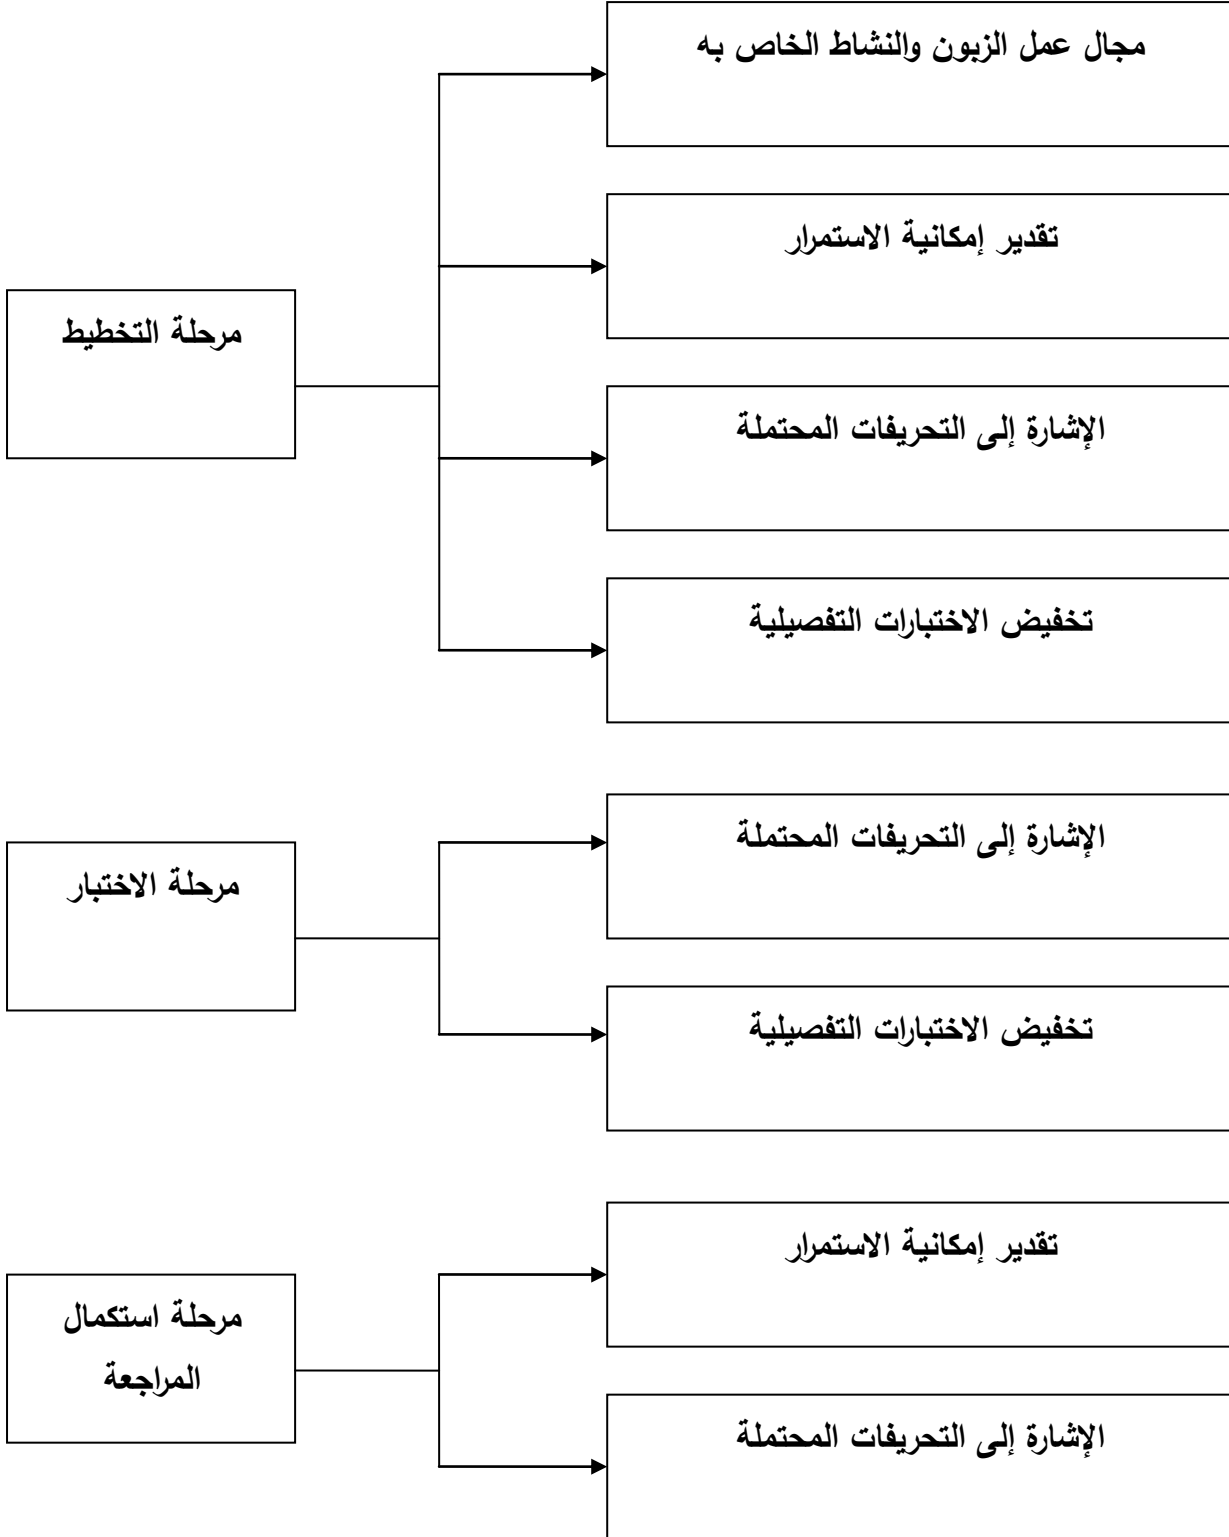 مجال عمل الزبون والنشاط الخاص به
تقدير إمكانية الاستمرار
مرحلة التخطيط
الإشارة إلى التحريفات المحتملة
تخفيض الاختبارات التفصيلية
الإشارة إلى التحريفات المحتملة
مرحلة الاختبار
تخفيض الاختبارات التفصيلية
تقدير إمكانية الاستمرار
مرحلة استكمال
المراجعة
الإشارة إلى التحريفات المحتملة